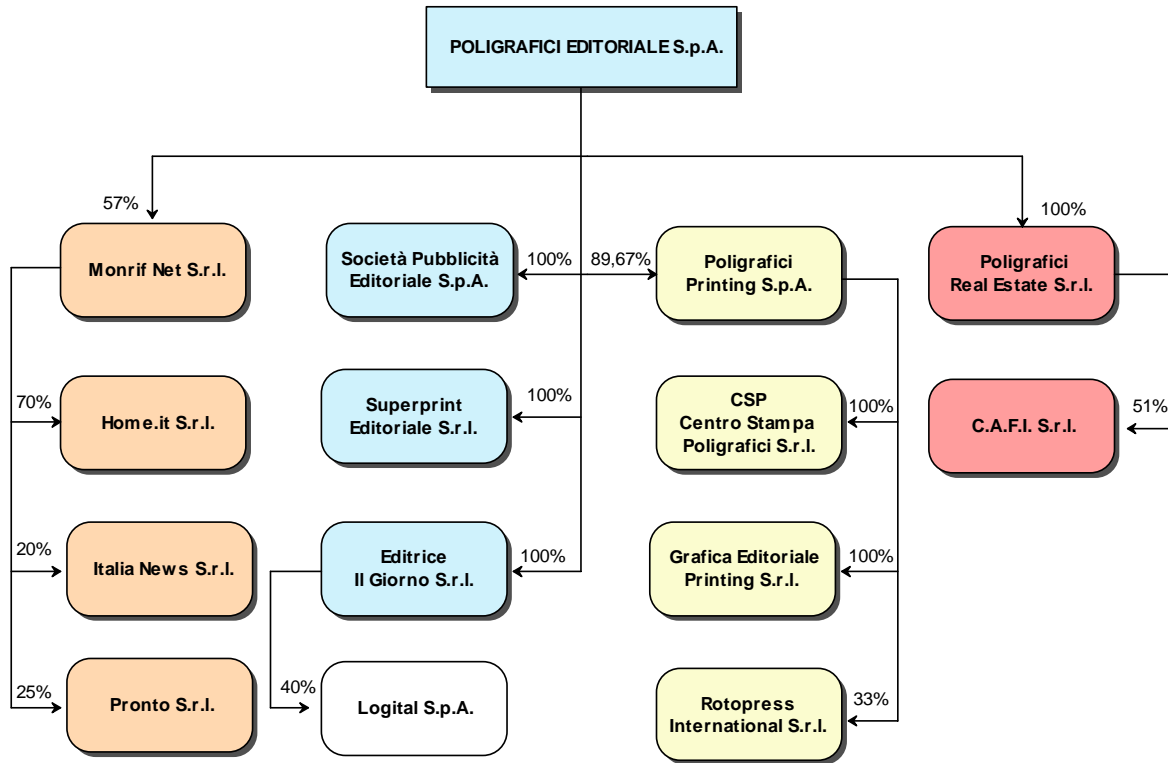 POLIGRAFICI EDITORIALE S.p.A.
57%
100%
Monrif Net S.r.l.
Società Pubblicità
Editoriale S.p.A.
100%
89,67%
Poligrafici
Printing S.p.A.
Poligrafici
Real Estate S.r.l.
70%
Home.it S.r.l.
Superprint
Editoriale S.r.l.
100%
CSP
Centro Stampa
Poligrafici S.r.l.
100%
C.A.F.I. S.r.l.
51%
20%
Italia News S.r.l.
Editrice
Il Giorno S.r.l.
100%
Grafica Editoriale
Printing S.r.l.
100%
25%
Pronto S.r.l.
40%
Logital S.p.A.
Rotopress
International S.r.l.
33%